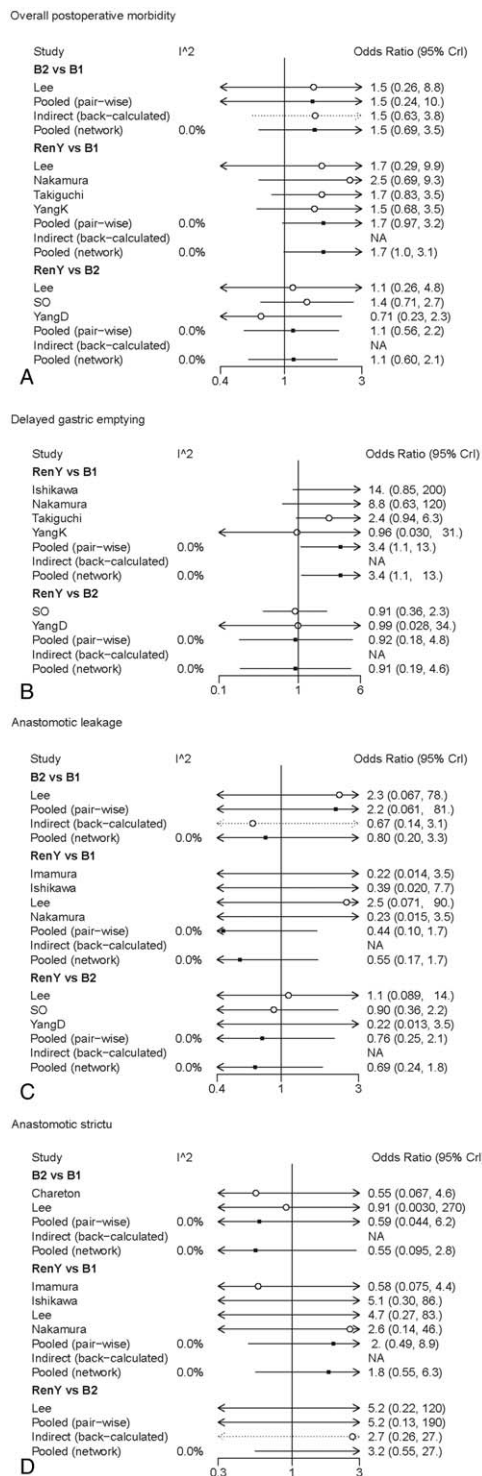 Overall postoperative morbidity
Study I^2 Odds Ratio (95% CrI)
B2 vs B1
Lee 1.5 (0.26, 8.8)
Pooled (pair-wise) 1.5 (0.24, 10.)
Indirect (back-calculated) 1.5 (0.63, 3.8)
Pooled (network) 0.0% 1.5 (0.69, 3.5)
RenY vs B1
Lee 1.7 (0.29, 9.9)
Nakamura 2.5 (0.69, 9.3)
Takiguchi 1.7 (0.83, 3.5)
YangK 1.5 (0.68, 3.5)
Pooled (pair-wise) 0.0% 1.7 (0.97, 3.2)
Indirect (back-calculated) NA
Pooled (network) 0.0% 1.7 (1.0, 3.1)
RenY vs B2
Lee 1.1 (0.26, 4.8)
SO 1.4 (0.71, 2.7)
YangD 0.71 (0.23, 2.3)
Pooled (pair-wise) 0.0% 1.1 (0.56, 2.2)
Indirect (back-calculated) NA
Pooled (network) 0.0% 1.1 (0.60, 2.1)
A 0.4 1 3
Delayed gastric emptying
Study I^2 Odds Ratio (95% CrI)
RenY vs B1
Ishikawa 14. (0.85, 200)
Nakamura 8.8 (0.63, 120)
Takiguchi 2.4 (0.94, 6.3)
YangK 0.96 (0.030, 31.)
Pooled (pair-wise) 0.0% 3.4 (1.1, 13.)
Indirect (back-calculated) NA
Pooled (network) 0.0% 3.4 (1.1, 13.)
RenY vs B2
SO 0.91 (0.36, 2.3)
YangD 0.99 (0.028, 34.)
Pooled (pair-wise) 0.0% 0.92 (0.18, 4.8)
Indirect (back-calculated) NA
Pooled (network) 0.0% 0.91 (0.19, 4.6)
B 0.1 1 6
Anastomotic leakage
Study I^2 Odds Ratio (95% CrI)
B2 vs B1
Lee 2.3 (0.067, 78.)
Pooled (pair-wise) 2.2 (0.061, 81.)
Indirect (back-calculated) 0.67 (0.14, 3.1)
Pooled (network) 0.0% 0.80 (0.20, 3.3)
RenY vs B1
Imamura 0.22 (0.014, 3.5)
Ishikawa 0.39 (0.020, 7.7)
Lee 2.5 (0.071, 90.)
Nakamura 0.23 (0.015, 3.5)
Pooled (pair-wise) 0.0% 0.44 (0.10, 1.7)
Indirect (back-calculated) NA
Pooled (network) 0.0% 0.55 (0.17, 1.7)
RenY vs B2
Lee 1.1 (0.089, 14.)
SO 0.90 (0.36, 2.2)
YangD 0.22 (0.013, 3.5)
Pooled (pair-wise) 0.0% 0.76 (0.25, 2.1)
Indirect (back-calculated) NA
Pooled (network) 0.0% 0.69 (0.24, 1.8)
C 0.4 1 3
Anastomotic strictu
Study I^2 Odds Ratio (95% CrI
B2 vs B1
Chareton 0.55 (0.067, 4.6)
Lee 0.91 (0.0030, 270)
Pooled (pair-wise) 0.0% 0.59 (0.044, 6.2)
Indirect (back-calculated) NA
Pooled (network) 0.0% 0.55 (0.095, 2.8)
RenY vs B1
Imamura 0.58 (0.075, 4.4)
Ishikawa 5.1 (0.30, 86.)
Lee 4.7 (0.27, 83.)
Nakamura 2.6 (0.14, 46.)
Pooled (pair-wise) 0.0% 2. (0.49, 8.9)
Indirect (back-calculated) NA
Pooled (network) 0.0% 1.8 (0.55, 6.3)
RenY vs B2
Lee 5.2 (0.22, 120)
Pooled (pair-wise) 5.2 (0.13, 190)
Indirect (back-calculated) 2.7 (0.26, 27.)
Pooled (network) 0.0% 3.2 (0.55, 27.)
D 0.3 1 3